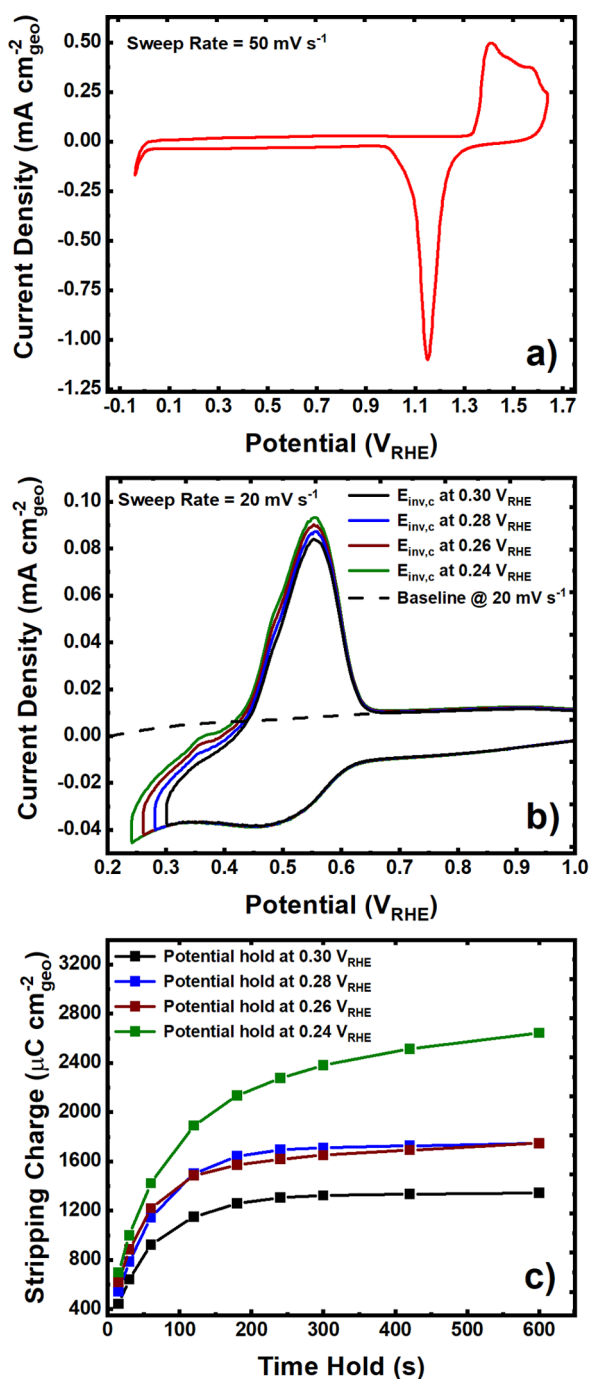 Sweep Rate = 50 mV s⁻¹
0.50
0.25
0.00
-0.25
-0.50
-0.75
-1.00
-1.25
Current Density (mA cm⁻²geo)
a)
-0.1 0.1 0.3 0.5 0.7 0.9 1.1 1.3 1.5 1.7
Potential (VRHE)
Sweep Rate = 20 mV s⁻¹
Einv,c at 0.30 VRHE
Einv,c at 0.28 VRHE
Einv,c at 0.26 VRHE
Einv,c at 0.24 VRHE
Baseline @ 20 mV s⁻¹
0.10
0.08
0.06
0.04
0.02
0.00
-0.02
-0.04
Current Density (mA cm⁻²geo)
b)
0.2 0.3 0.4 0.5 0.6 0.7 0.8 0.9 1.0
Potential (VRHE)
Potential hold at 0.30 VRHE
Potential hold at 0.28 VRHE
Potential hold at 0.26 VRHE
Potential hold at 0.24 VRHE
3200
2800
2400
2000
1600
1200
800
400
Stripping Charge (μC cm⁻²geo)
c)
0 100 200 300 400 500 600
Time Hold (s)